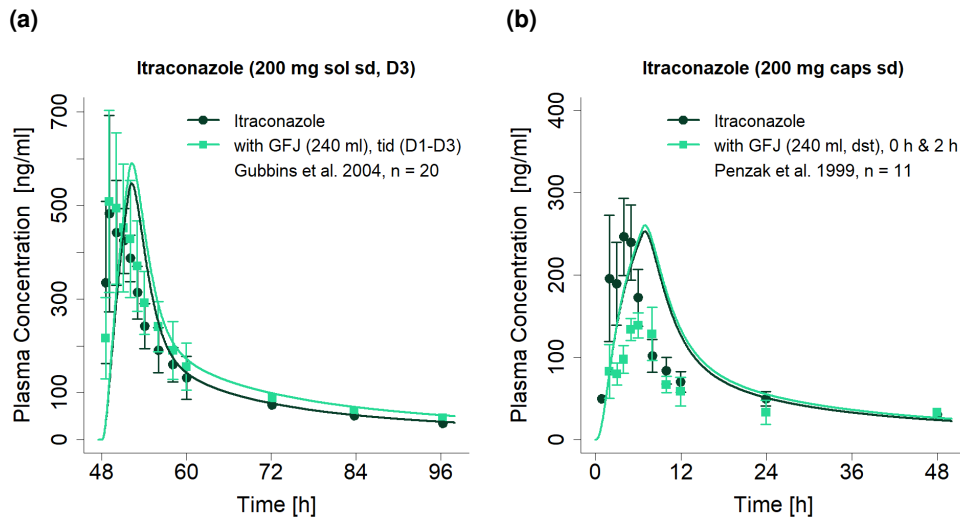 (a)
Itraconazole (200 mg sol sd, D3)
Plasma Concentration [ng/ml]
700
500
300
100
0
Itraconazole
with GFJ (240 ml), tid (D1-D3)
Gubbins et al. 2004, n = 20
48
60
72
84
96
Time [h]
(b)
Itraconazole (200 mg caps sd)
Plasma Concentration [ng/ml]
400
300
200
100
0
Itraconazole
with GFJ (240 ml, dst), 0 h & 2 h
Penzak et al. 1999, n = 11
0
12
24
36
48
Time [h]